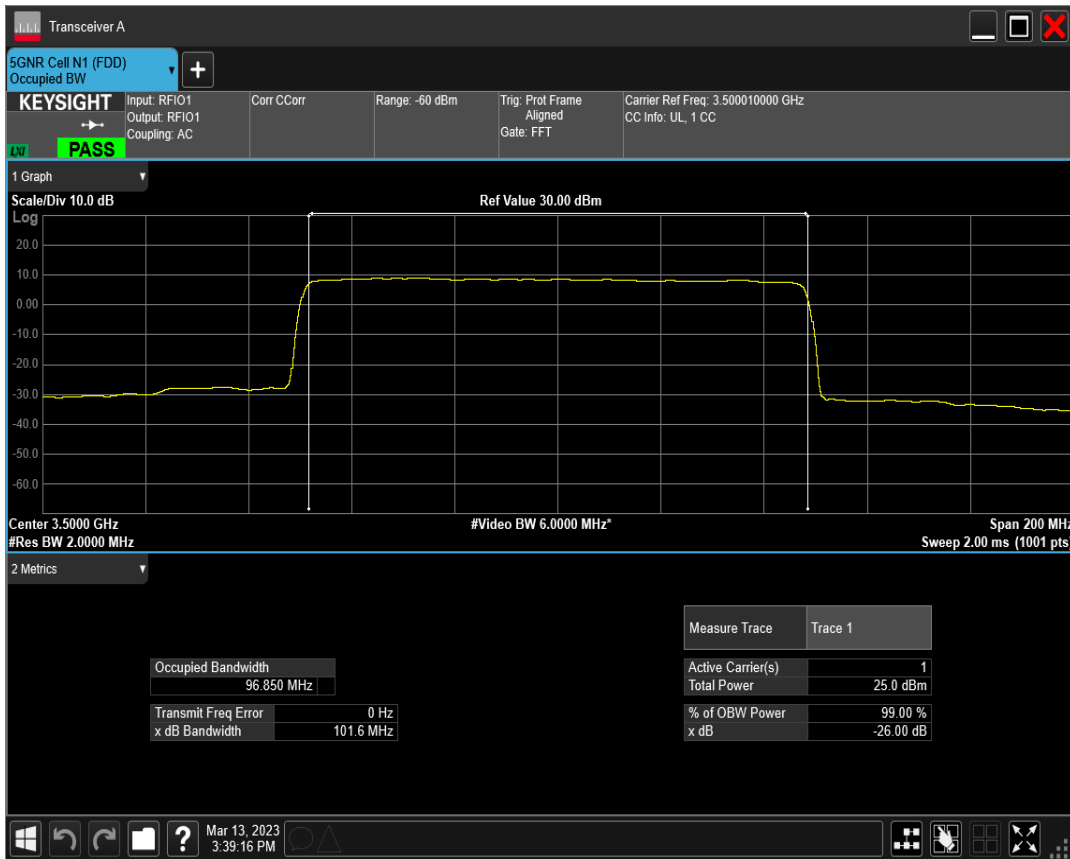 Transceiver A
5GNR Cell N1 (FDD)
Occupied BW
+
KEYSIGHT
LXI
PASS
Input: RFIO1
Output: RFIO1
Coupling: AC
Corr CCorr
Range: -60 dBm
Trig: Prot Frame
Aligned
Gate: FFT
Carrier Ref Freq: 3.500010000 GHz
CC Info: UL, 1 CC
1 Graph
Scale/Div 10.0 dB
Ref Value 30.00 dBm
Log
20.0
10.0
0.00
-10.0
-20.0
-30.0
-40.0
-50.0
-60.0
Center 3.5000 GHz
#Video BW 6.0000 MHz*
Span 200 MHz
#Res BW 2.0000 MHz
Sweep 2.00 ms (1001 pts)
2 Metrics
Measure Trace Trace 1
Occupied Bandwidth
96.850 MHz
Active Carrier(s) 1
Total Power 25.0 dBm
Transmit Freq Error 0 Hz
x dB Bandwidth 101.6 MHz
% of OBW Power 99.00 %
x dB -26.00 dB
?
Mar 13, 2023
3:39:16 PM